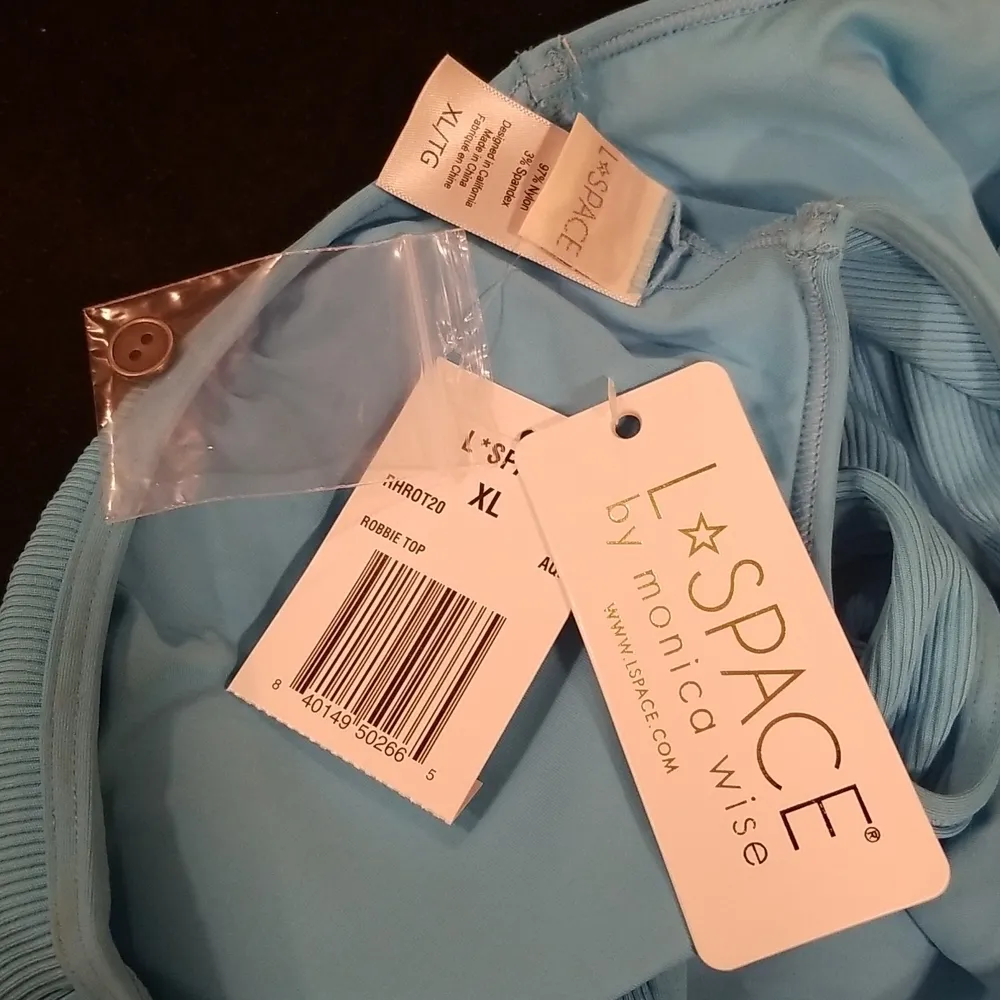 XL/TG
97% Nylon
3% Spandex
Designed in California
Made in China
Fabriqué en Chine
L*SPACE
XL
RHROT20
ROBBIE TOP
8 40149 50266 5
L*SPACE®
by monica wise
WWW.LSPACE.COM